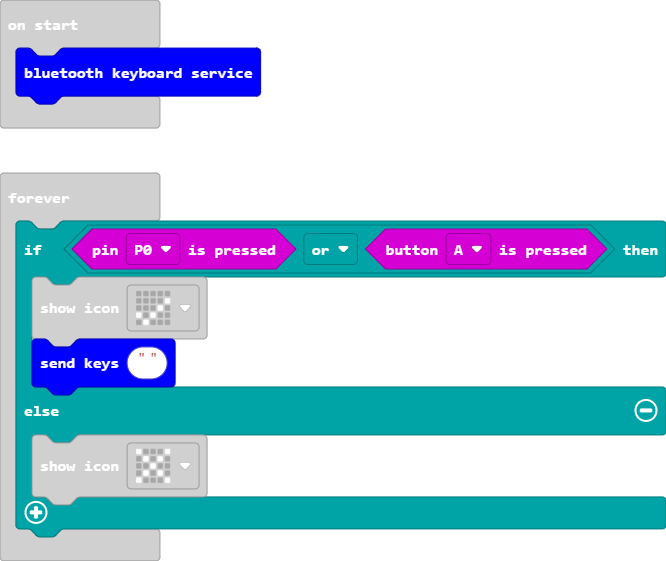 on start
bluetooth keyboard service
forever
if pin P0 is pressed or button A is pressed then
show icon
send keys " "
else
show icon